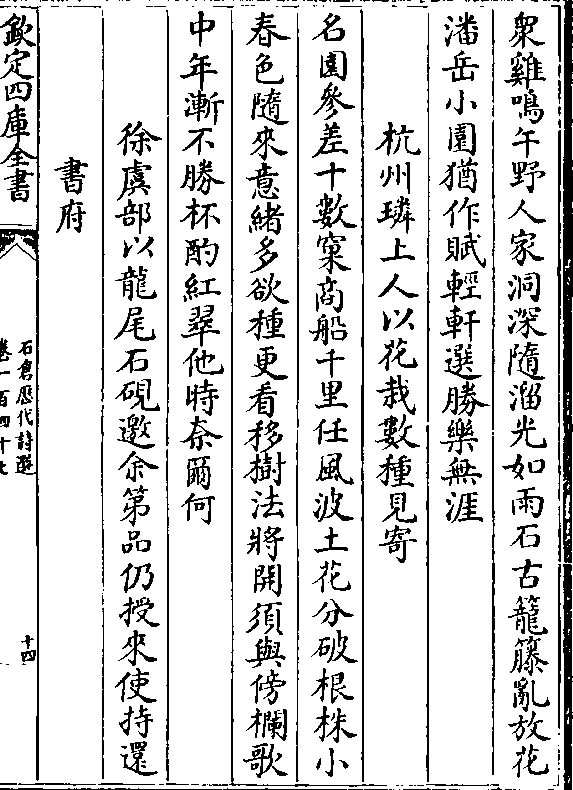 衆雞鳴午野人家洞深隨溜光如雨石古籠藤亂放花
潘岳小園猶作賦輕軒選勝樂無涯
杭州璘上人以花栽數種見寄
名園參差十數窠商船千里任風波土花分破根株小
春色隨來意緒多欲種更看移樹法將開須與傍欄歌
中年漸不勝杯酌紅翠他時奈爾何
徐虞部以龍尾石硯邀余第品仍授來使持還
書府
欽定四庫全書
石倉歷代詩選
卷一百四十
十四